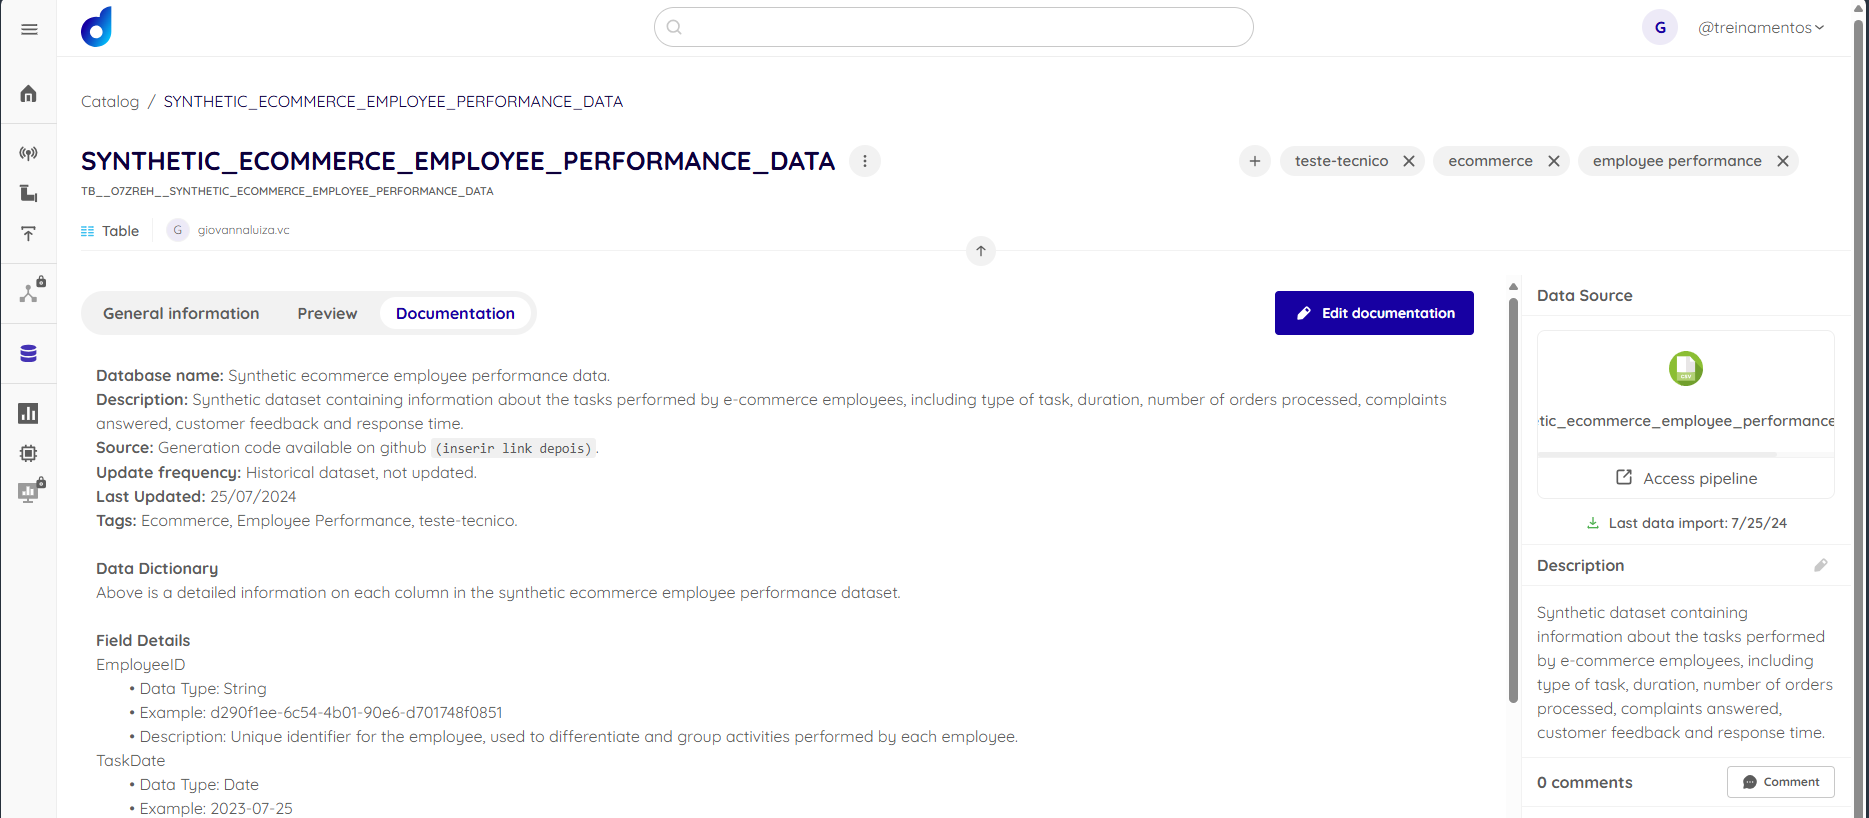 G
@treinamentos
Catalog / SYNTHETIC_ECOMMERCE_EMPLOYEE_PERFORMANCE_DATA
SYNTHETIC_ECOMMERCE_EMPLOYEE_PERFORMANCE_DATA
teste-tecnico
ecommerce
employee performance
TB__O7ZREH__SYNTHETIC_ECOMMERCE_EMPLOYEE_PERFORMANCE_DATA
Table
G
giovannaluiza.vc
General information
Preview
Documentation
Edit documentation
Database name: Synthetic ecommerce employee performance data.
Description: Synthetic dataset containing information about the tasks performed by e-commerce employees, including type of task, duration, number of orders processed, complaints
answered, customer feedback and response time.
Source: Generation code available on github (inserir link depois).
Update frequency: Historical dataset, not updated.
Last Updated: 25/07/2024
Tags: Ecommerce, Employee Performance, teste-tecnico.
Data Dictionary
Above is a detailed information on each column in the synthetic ecommerce employee performance dataset.
Field Details
EmployeeID
• Data Type: String
• Example: d290f1ee-6c54-4b01-90e6-d701748f0851
• Description: Unique identifier for the employee, used to differentiate and group activities performed by each employee.
TaskDate
• Data Type: Date
• Example: 2023-07-25
Data Source
CSV
tic_ecommerce_employee_performance
Access pipeline
Last data import: 7/25/24
Description
Synthetic dataset containing
information about the tasks performed
by e-commerce employees, including
type of task, duration, number of orders
processed, complaints answered,
customer feedback and response time.
0 comments
Comment